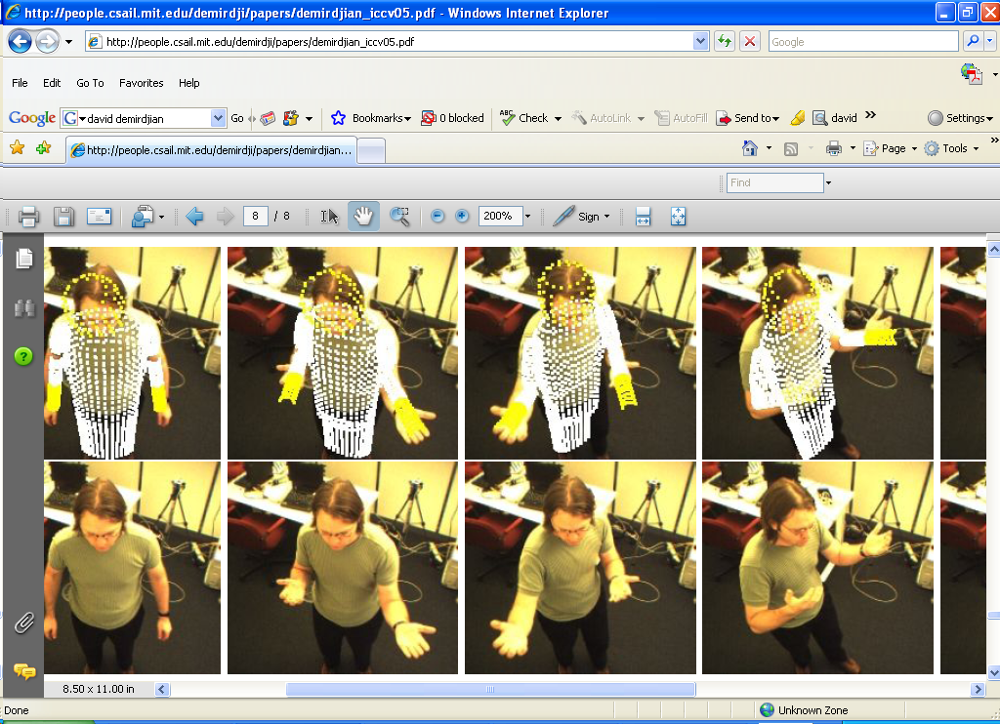 http://people.csail.mit.edu/demirdji/papers/demirdjian_iccv05.pdf - Windows Internet Explorer
http://people.csail.mit.edu/demirdji/papers/demirdjian_iccv05.pdf
Google
File Edit Go To Favorites Help
Google G david demirdjian Go Bookmarks 0 blocked ABC Check AutoLink AutoFill Send to david Settings
http://people.csail.mit.edu/demirdji/papers/demirdjian... Page Tools
Find
8 / 8 200% Sign
8.50 x 11.00 in
Done Unknown Zone